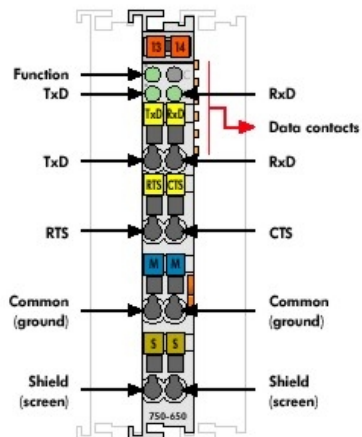 13 14
Function
TxD RxD
TxD RxD
Data contacts
TxD RxD
RTS CTS
RTS CTS
M M
Common (ground) Common (ground)
S S
Shield (screen) Shield (screen)
750-650